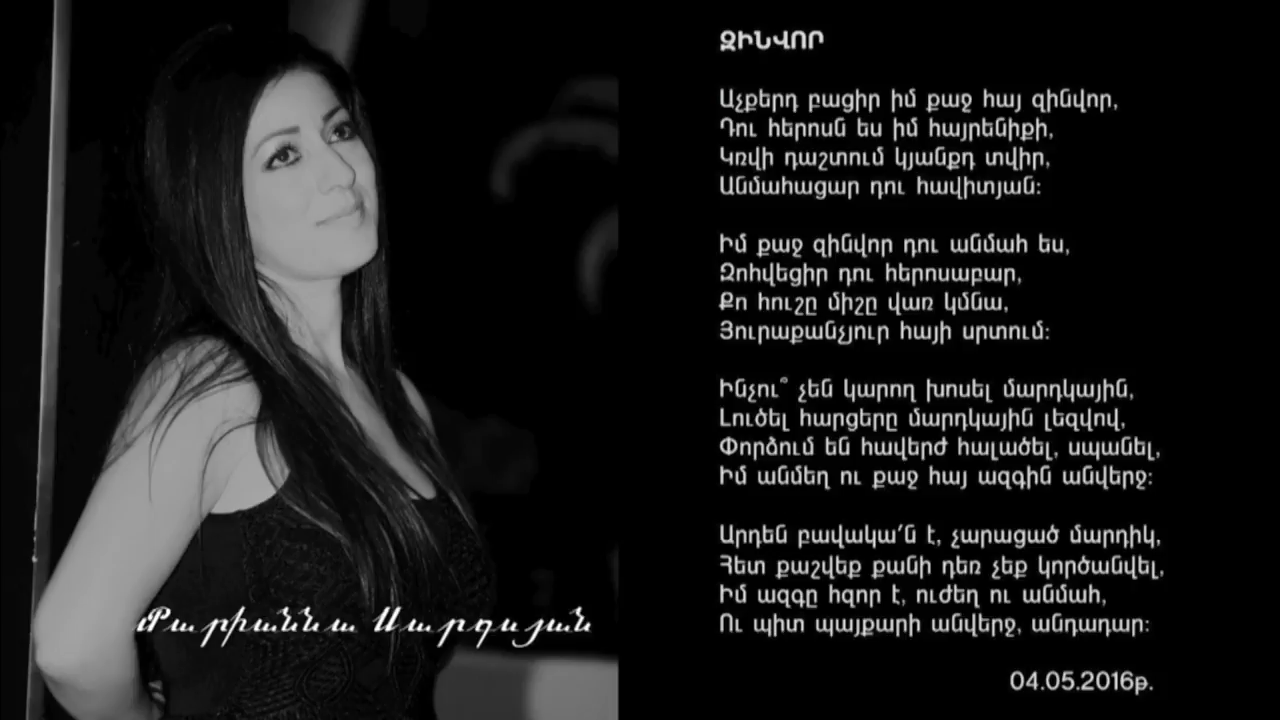 ԶԻՆՎՈՐ
Աչքերդ բացիր իմ քաջ հայ զինվոր,
Դու հերոսն ես իմ հայրենիքի,
Կռվի դաշտում կյանքդ տվիր,
Անմահացար դու հավիտյան։
Իմ քաջ զինվոր դու անմահ ես,
Զոհվեցիր դու հերոսաբար,
Քո հուշը միշը վառ կմնա,
Յուրաքանչյուր հայի սրտում։
Ինչու՞ չեն կարող խոսել մարդկային,
Լուծել հարցերը մարդկային լեզվով,
Փորձում են հավերժ հալածել, սպանել,
Իմ անմեղ ու քաջ հայ ազգին անվերջ։
Արդեն բավակա՛ն է, չարացած մարդիկ,
Հետ քաշվեք քանի դեռ չեք կործանվել,
Իմ ազգը հզոր է, ուժեղ ու անմահ,
Ու պիտ պայքարի անվերջ, անդադար։
04.05.2016թ.
Մարիաննա Սարգսյան